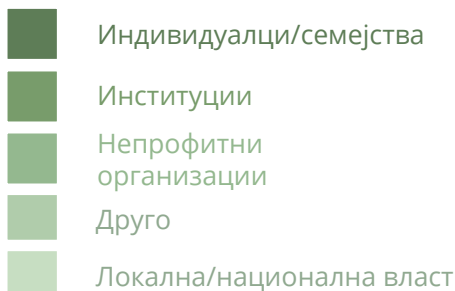 Индивидуалци/семејства
Институции
Непрофитни
организации
Друго
Локална/национална власт